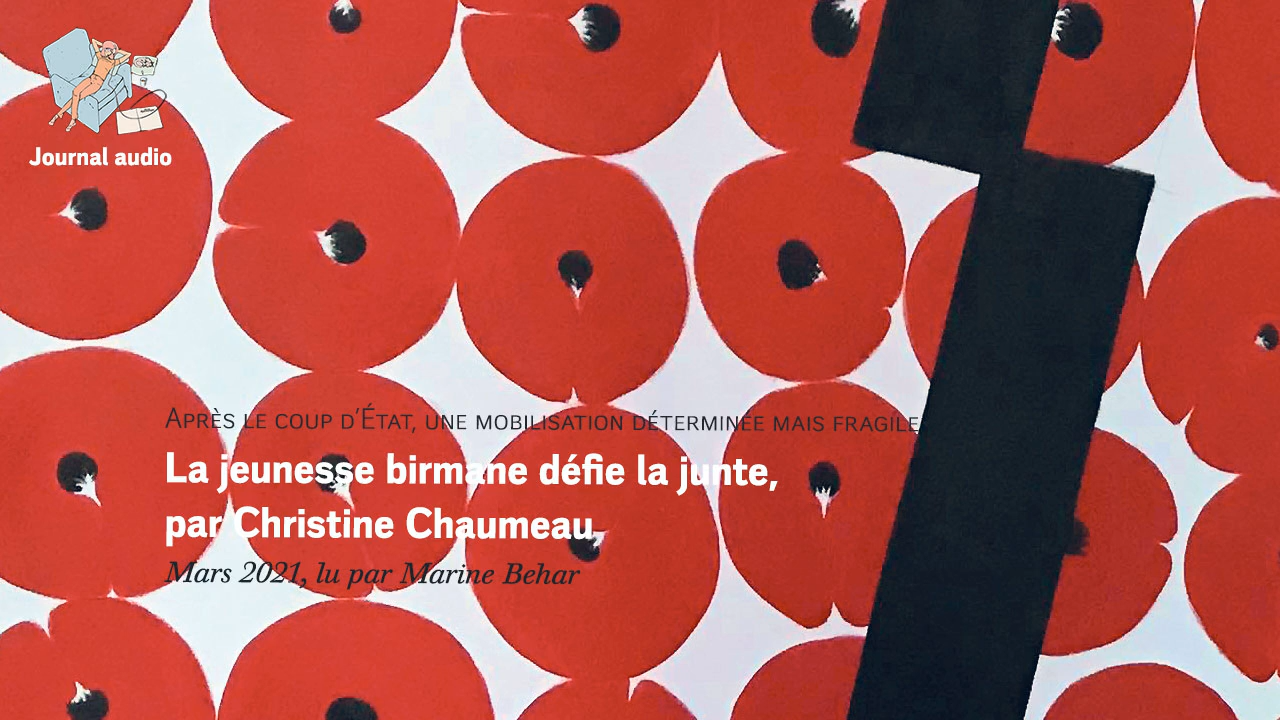 Journal audio
Après le coup d’État, une mobilisation déterminée mais fragile
La jeunesse birmane défie la junte,
par Christine Chaumeau
Mars 2021, lu par Marine Behar